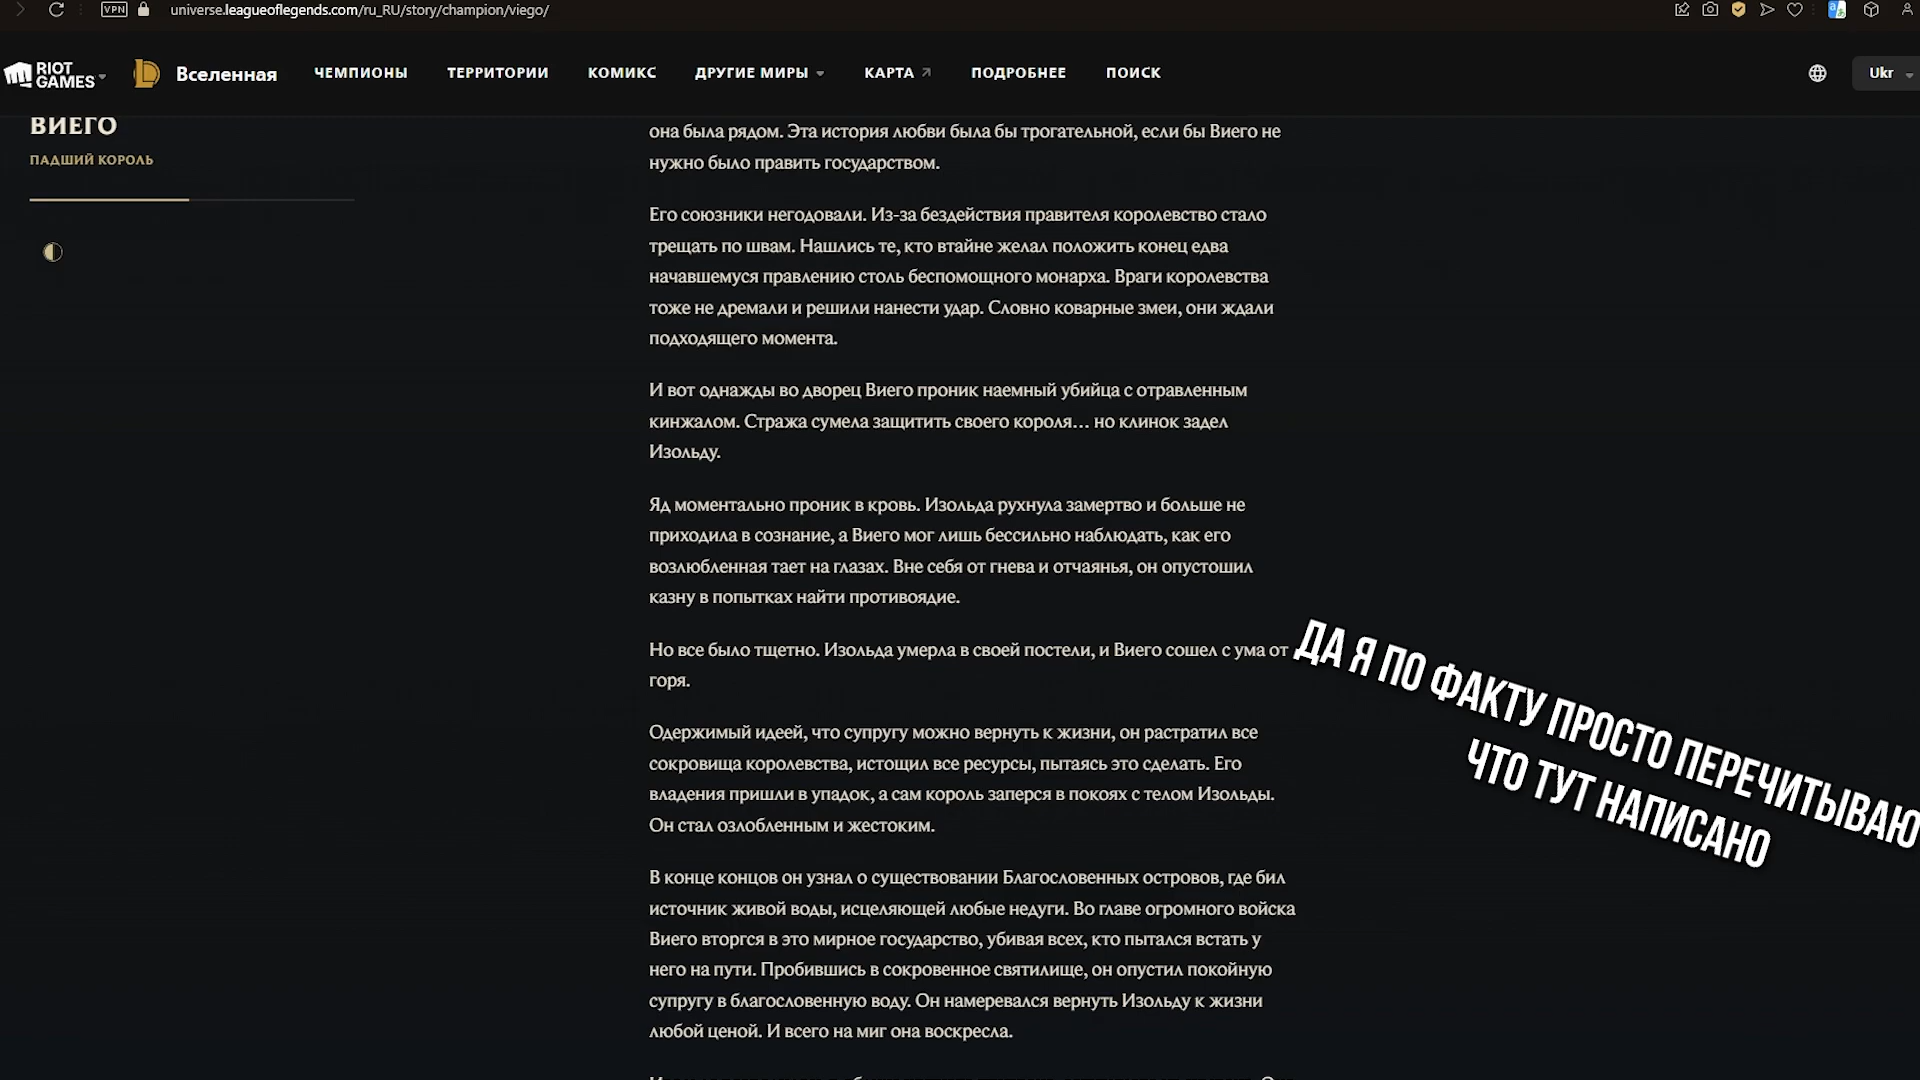 VPN
universe.leagueoflegends.com/ru_RU/story/champion/viego/
RIOT
GAMES
Вселенная
ЧЕМПИОНЫ
ТЕРРИТОРИИ
КОМИКС
ДРУГИЕ МИРЫ
КАРТА
ПОДРОБНЕЕ
ПОИСК
Ukr
ВИЕГО
ПАДШИЙ КОРОЛЬ
она была рядом. Эта история любви была бы трогательной, если бы Виего не
нужно было править государством.
Его союзники негодовали. Из-за бездействия правителя королевство стало
трещать по швам. Нашлись те, кто втайне желал положить конец едва
начавшемуся правлению столь беспомощного монарха. Враги королевства
тоже не дремали и решили нанести удар. Словно коварные змеи, они ждали
подходящего момента.
И вот однажды во дворец Виего проник наемный убийца с отравленным
кинжалом. Стража сумела защитить своего короля… но клинок задел
Изольду.
Яд моментально проник в кровь. Изольда рухнула замертво и больше не
приходила в сознание, а Виего мог лишь бессильно наблюдать, как его
возлюбленная тает на глазах. Вне себя от гнева и отчаянья, он опустошил
казну в попытках найти противоядие.
Но все было тщетно. Изольда умерла в своей постели, и Виего сошел с ума от
горя.
Одержимый идеей, что супругу можно вернуть к жизни, он растратил все
сокровища королевства, истощил все ресурсы, пытаясь это сделать. Его
владения пришли в упадок, а сам король заперся в покоях с телом Изольды.
Он стал озлобленным и жестоким.
В конце концов он узнал о существовании Благословенных островов, где бил
источник живой воды, исцеляющей любые недуги. Во главе огромного войска
Виего вторгся в это мирное государство, убивая всех, кто пытался встать у
него на пути. Пробившись в сокровенное святилище, он опустил покойную
супругу в благословенную воду. Он намеревался вернуть Изольду к жизни
любой ценой. И всего на миг она воскресла.
ДА Я ПО ФАКТУ ПРОСТО ПЕРЕЧИТЫВАЮ
ЧТО ТУТ НАПИСАНО